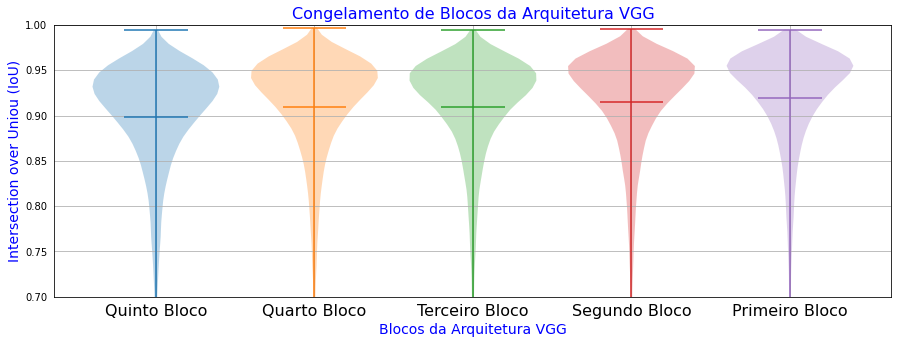 Congelamento de Blocos da Arquitetura VGG
Intersection over Uniou (IoU)
1.00
0.95
0.90
0.85
0.80
0.75
0.70
Quinto Bloco Quarto Bloco Terceiro Bloco Segundo Bloco Primeiro Bloco
Blocos da Arquitetura VGG